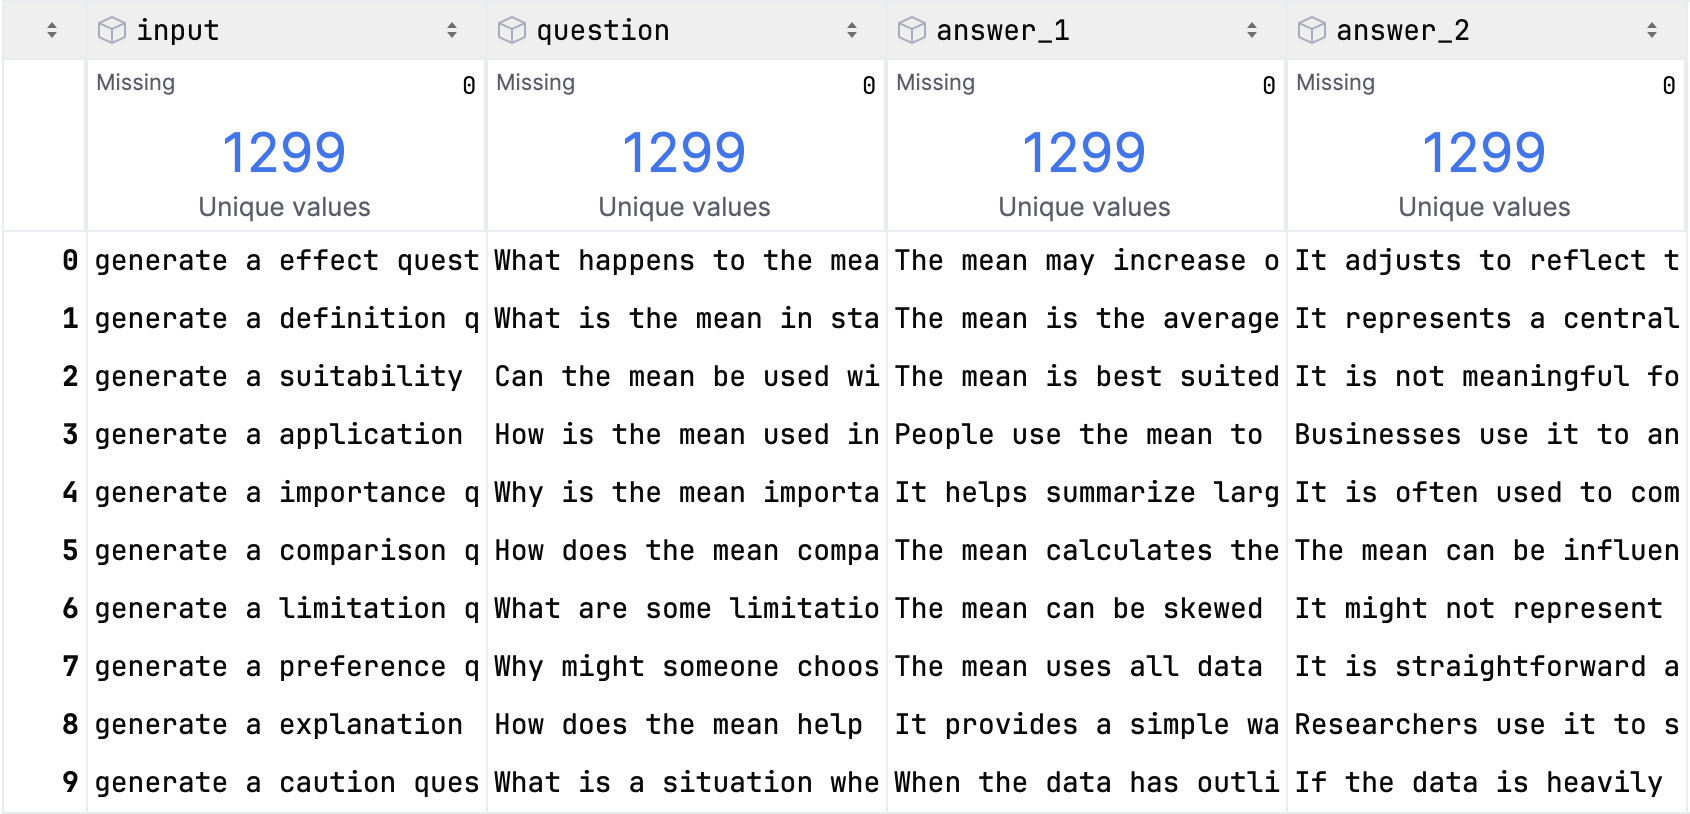 input question answer_1 answer_2
Missing 0 Missing 0 Missing 0 Missing 0
1299 1299 1299 1299
Unique values Unique values Unique values Unique values
0 generate a effect quest What happens to the mea The mean may increase o It adjusts to reflect t
1 generate a definition q What is the mean in sta The mean is the average It represents a central
2 generate a suitability Can the mean be used wi The mean is best suited It is not meaningful fo
3 generate a application How is the mean used in People use the mean to Businesses use it to an
4 generate a importance q Why is the mean importa It helps summarize larg It is often used to com
5 generate a comparison q How does the mean compa The mean calculates the The mean can be influen
6 generate a limitation q What are some limitatio The mean can be skewed It might not represent
7 generate a preference q Why might someone choos The mean uses all data It is straightforward a
8 generate a explanation How does the mean help It provides a simple wa Researchers use it to s
9 generate a caution ques What is a situation whe When the data has outli If the data is heavily